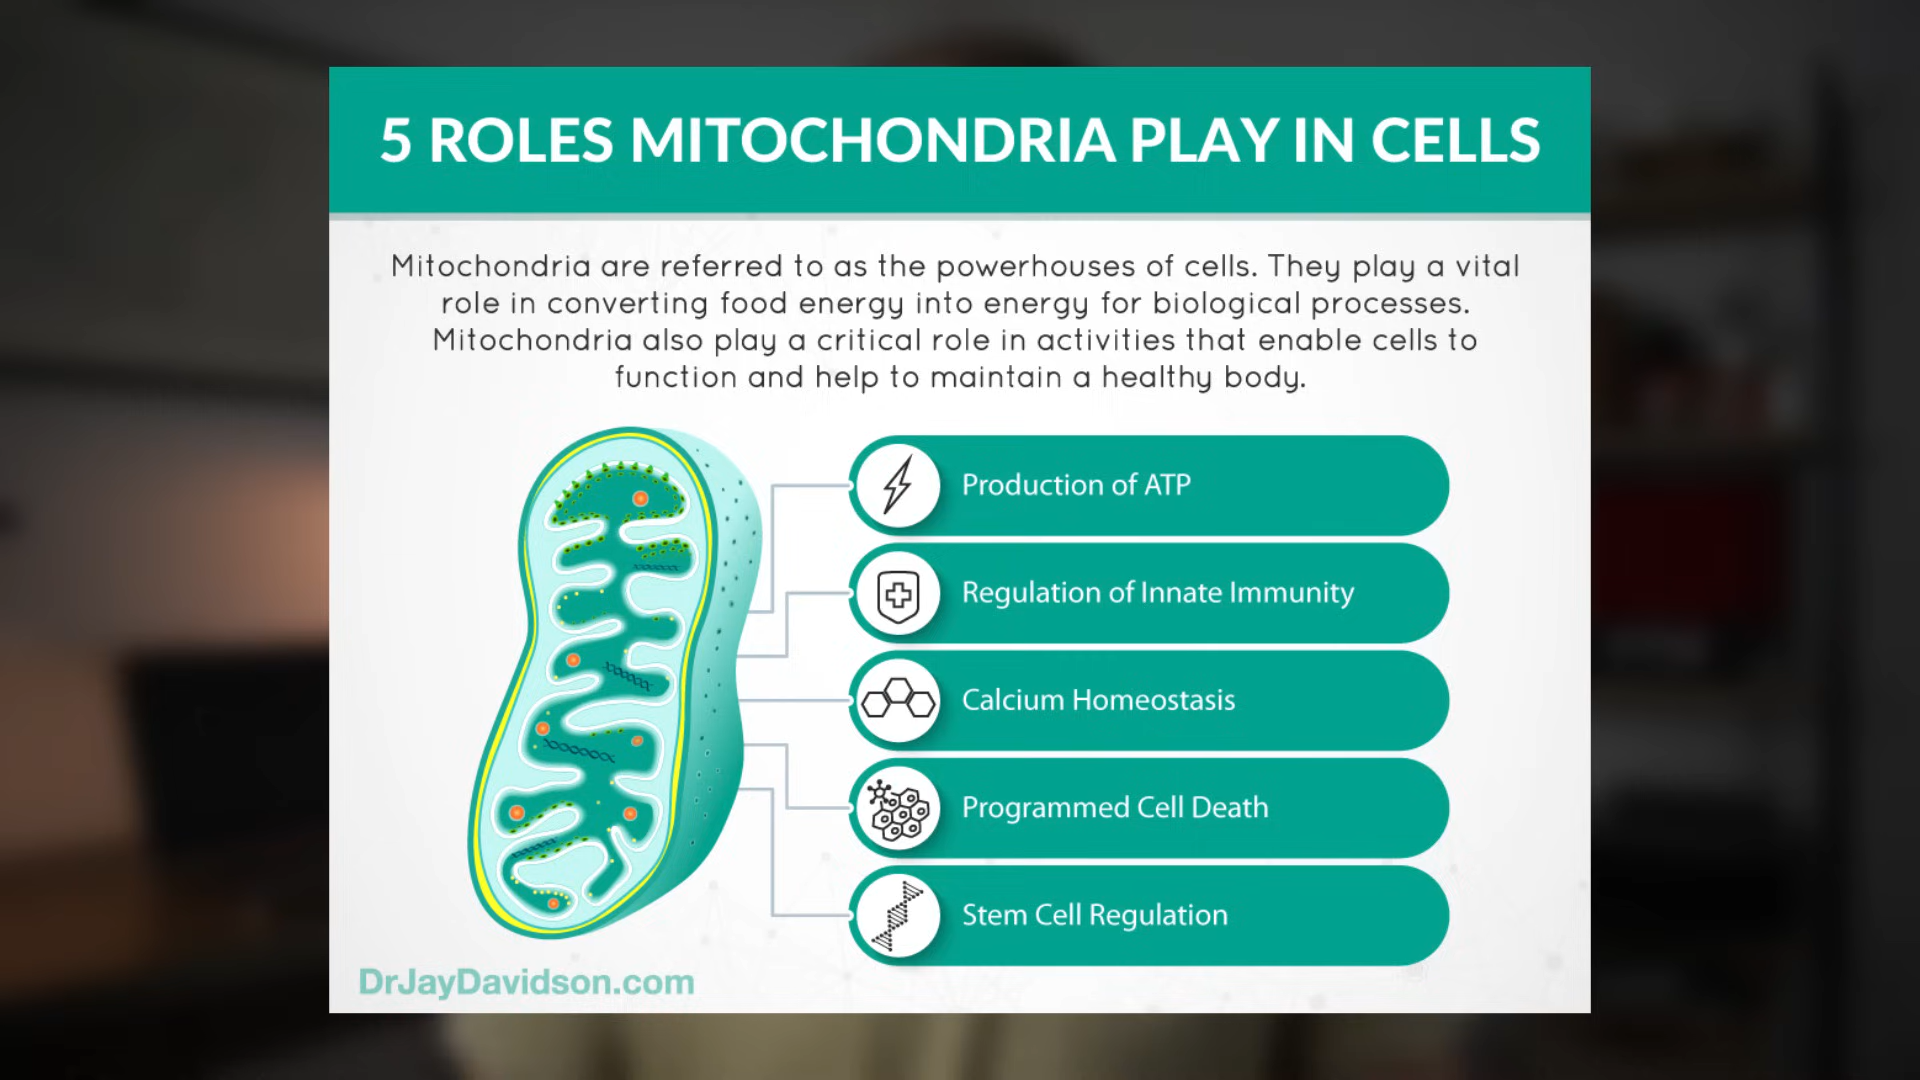 5 ROLES MITOCHONDRIA PLAY IN CELLS
Mitochondria are referred to as the powerhouses of cells. They play a vital
role in converting food energy into energy for biological processes.
Mitochondria also play a critical role in activities that enable cells to
function and help to maintain a healthy body.
Production of ATP
Regulation of Innate Immunity
Calcium Homeostasis
Programmed Cell Death
Stem Cell Regulation
DrJayDavidson.com